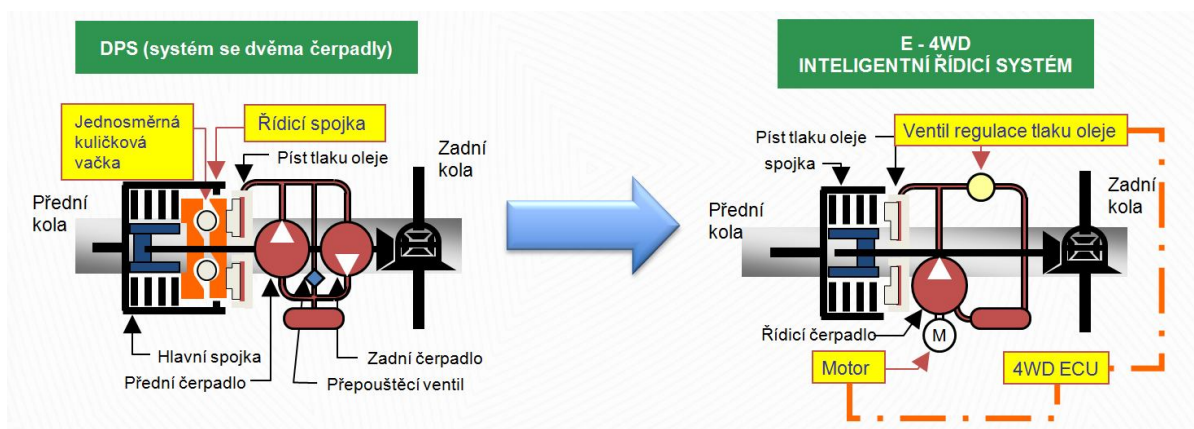 DPS (systém se dvěma čerpadly)
Jednosměrná
kuličková
vačka
Řídicí spojka
Píst tlaku oleje
Zadní
kola
Přední
kola
Hlavní spojka
Přední čerpadlo
Zadní čerpadlo
Přepouštěcí ventil
E - 4WD
INTELIGENTNÍ ŘÍDICÍ SYSTÉM
Píst tlaku oleje
spojka
Ventil regulace tlaku oleje
Zadní
kola
Přední
kola
Řídicí čerpadlo
M
Motor
4WD ECU